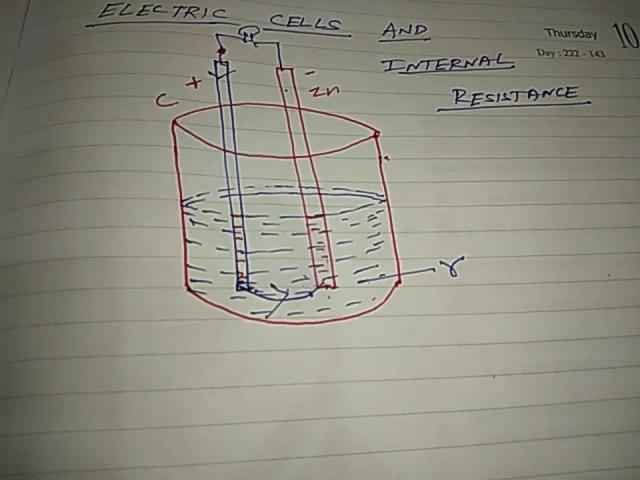 ELECTRIC CELLS AND
INTERNAL
RESISTANCE
Thursday 10
Day : 222 - 143
C + - Zn
r